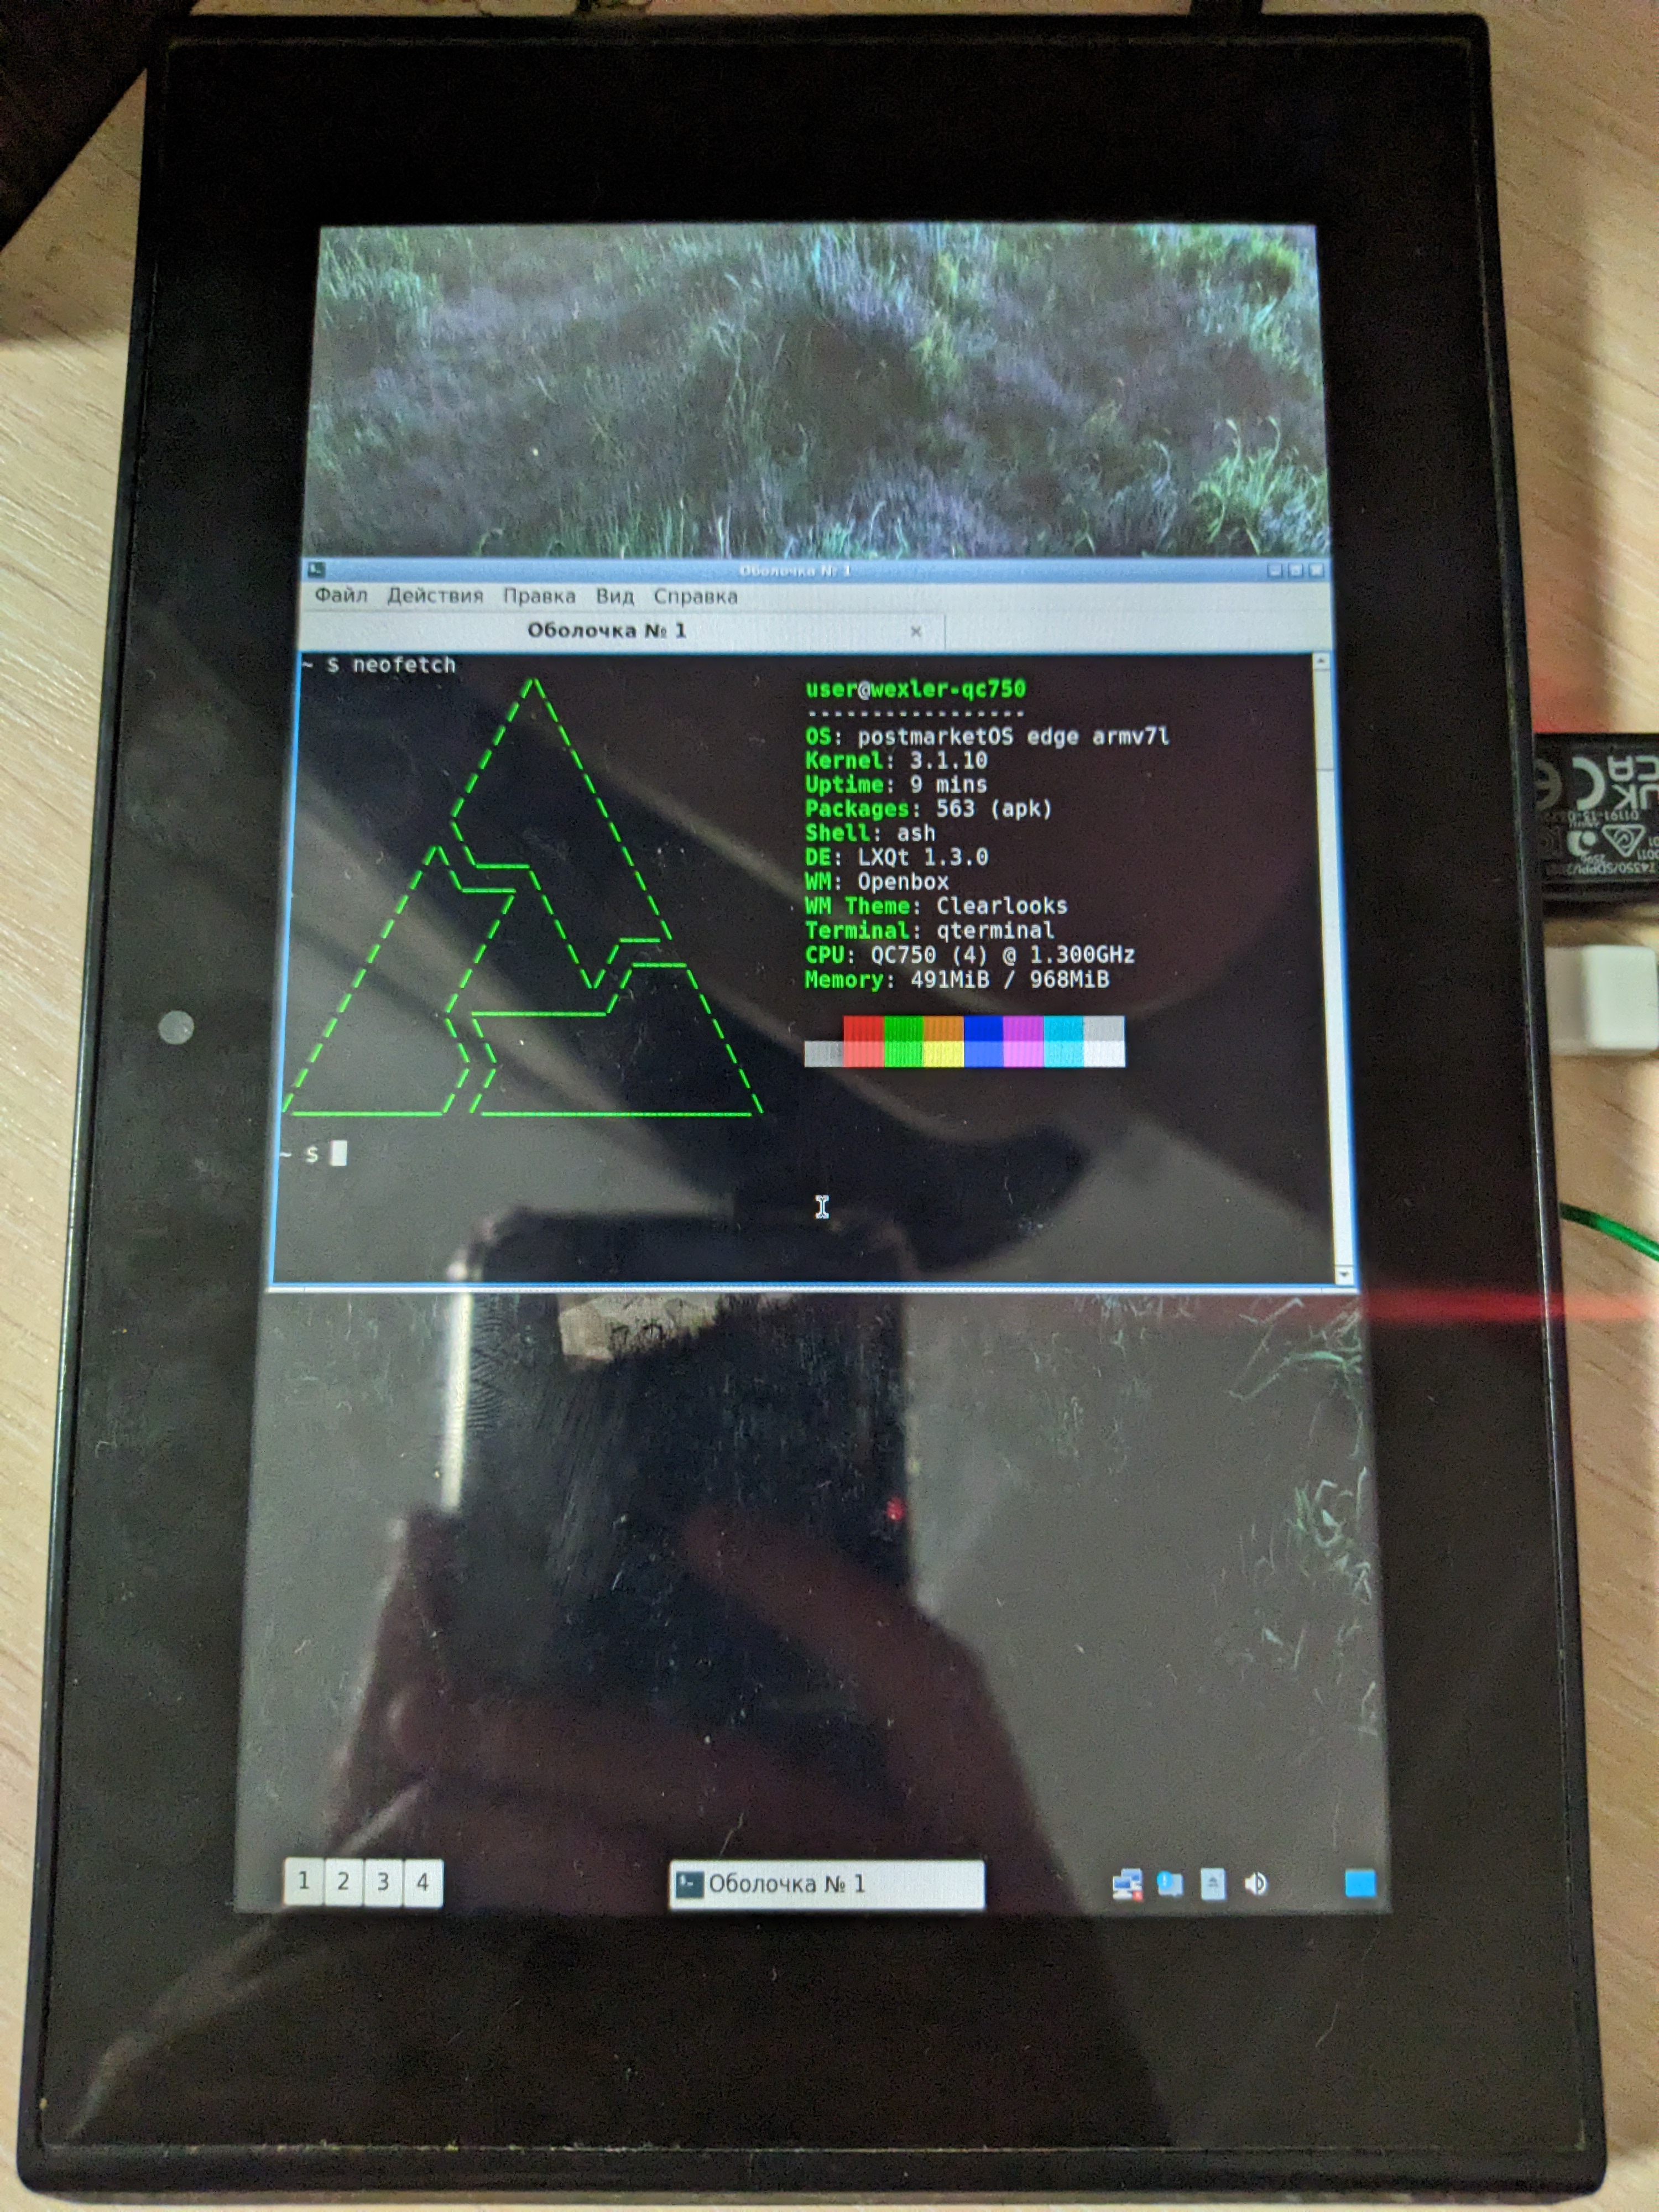 Оболочка № 1
Файл Действия Правка Вид Справка
Оболочка № 1
~ $ neofetch
user@wexler-qc750
-----------------
OS: postmarketOS edge armv7l
Kernel: 3.1.10
Uptime: 9 mins
Packages: 563 (apk)
Shell: ash
DE: LXQt 1.3.0
WM: Openbox
WM Theme: Clearlooks
Terminal: qterminal
CPU: QC750 (4) @ 1.300GHz
Memory: 491MiB / 968MiB
~ $
1 2 3 4
Оболочка № 1
UK
CA
CE